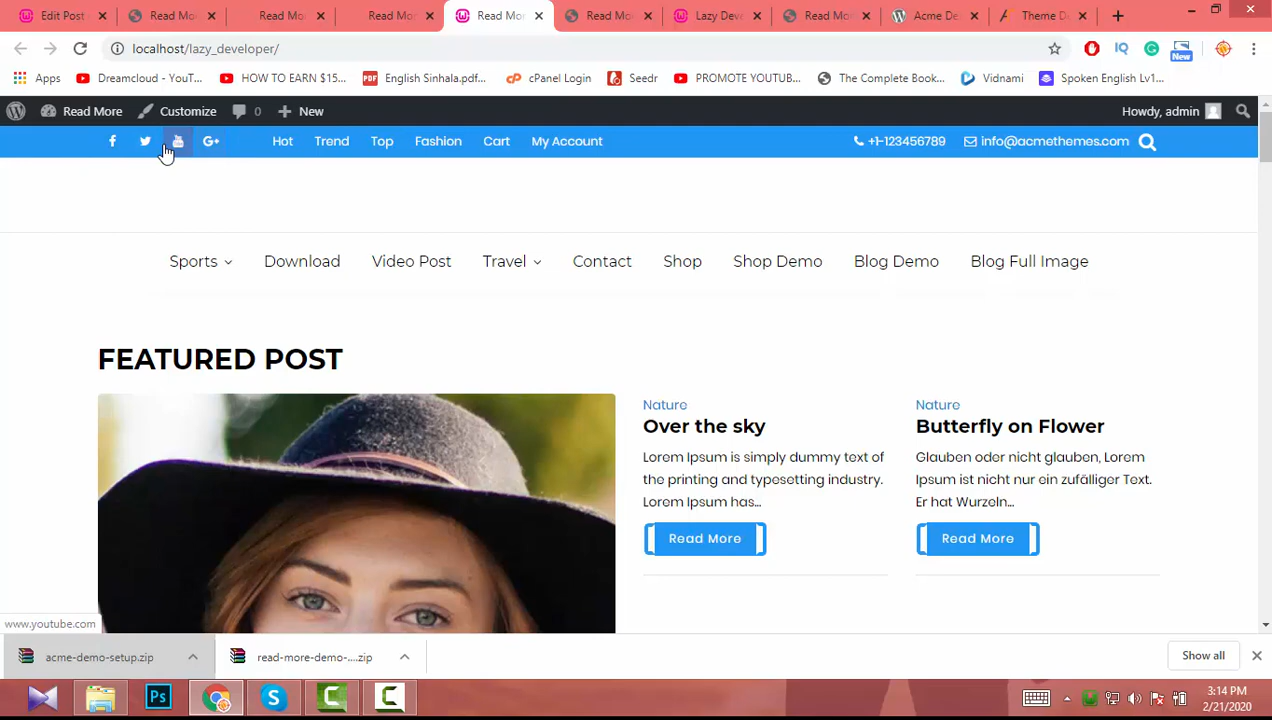 Edit Post
Read Mo
Read Mo
Read Mo
Read Mo
Read Mo
Lazy Dev
Read Mo
Acme De
Theme D
localhost/lazy_developer/
Apps
Dreamcloud - YouT...
HOW TO EARN $15...
English Sinhala.pdf...
cPanel Login
Seedr
PROMOTE YOUTUB...
The Complete Book...
Vidnami
Spoken English Lv1...
New
Read More
Customize
0
New
Howdy, admin
Hot
Trend
Top
Fashion
Cart
My Account
+1-123456789
info@acmethemes.com
Sports
Download
Video Post
Travel
Contact
Shop
Shop Demo
Blog Demo
Blog Full Image
FEATURED POST
Nature
Over the sky
Lorem Ipsum is simply dummy text of
the printing and typesetting industry.
Lorem Ipsum has...
Read More
Nature
Butterfly on Flower
Glauben oder nicht glauben, Lorem
Ipsum ist nicht nur ein zufälliger Text.
Er hat Wurzeln...
Read More
www.youtube.com
acme-demo-setup.zip
read-more-demo-....zip
Show all
3:14 PM
2/21/2020